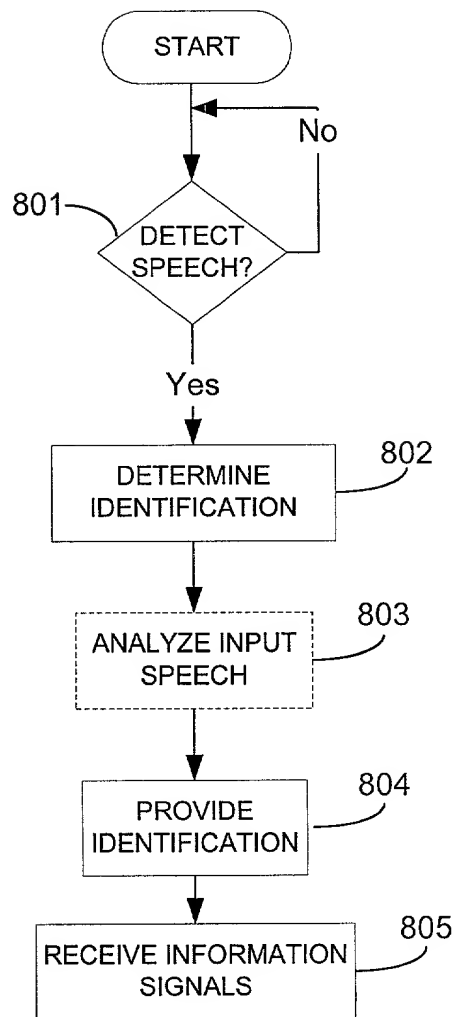 START
No
801
DETECT
SPEECH?
Yes
802
DETERMINE
IDENTIFICATION
803
ANALYZE INPUT
SPEECH
804
PROVIDE
IDENTIFICATION
805
RECEIVE INFORMATION
SIGNALS